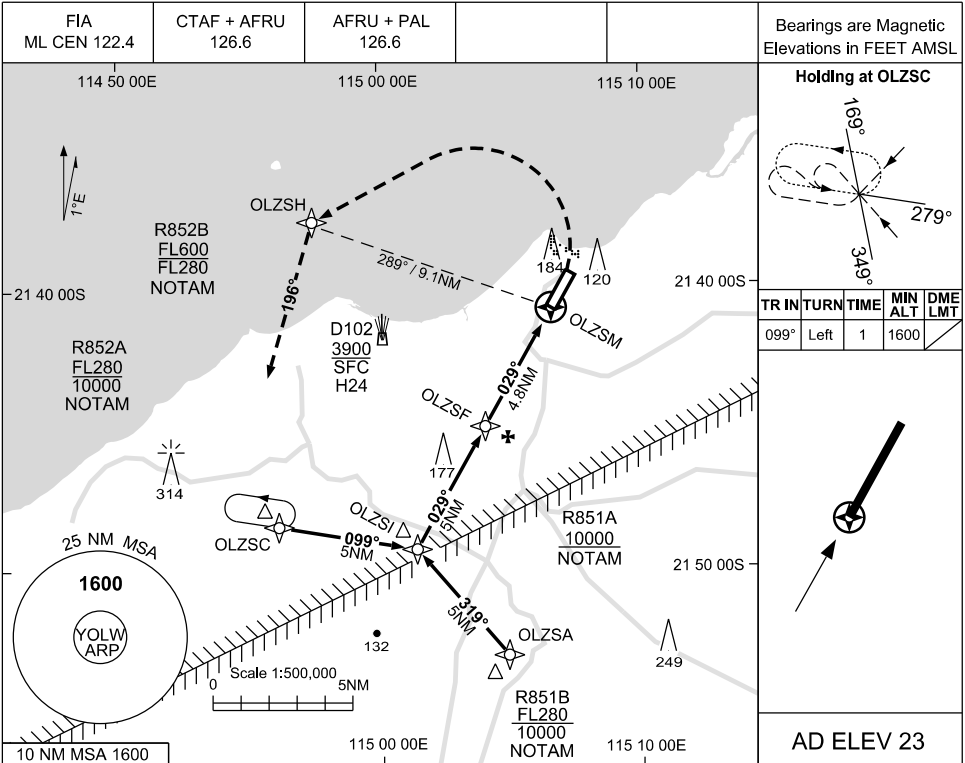 FIA
ML CEN 122.4
CTAF + AFRU
126.6
AFRU + PAL
126.6
Bearings are Magnetic
Elevations in FEET AMSL
114 50 00E
115 00 00E
115 10 00E
1°E
OLZSH
R852B
FL600
FL280
NOTAM
289° / 9.1NM
196°
184
120
21 40 00S
21 40 00S
OLZSM
R852A
FL280
10000
NOTAM
D102
3900
SFC
H24
029°
4.8NM
OLZSF
177
314
029°
5NM
OLZSI
OLZSC
099°
5NM
R851A
10000
NOTAM
21 50 00S
25 NM MSA
1600
YOLW
ARP
319°
5NM
OLZSA
132
249
Scale 1:500,000
0
5NM
R851B
FL280
10000
NOTAM
115 00 00E
115 10 00E
10 NM MSA 1600
Holding at OLZSC
169°
279°
349°
TR IN TURN TIME MIN ALT DME LMT
099° Left 1 1600
AD ELEV 23